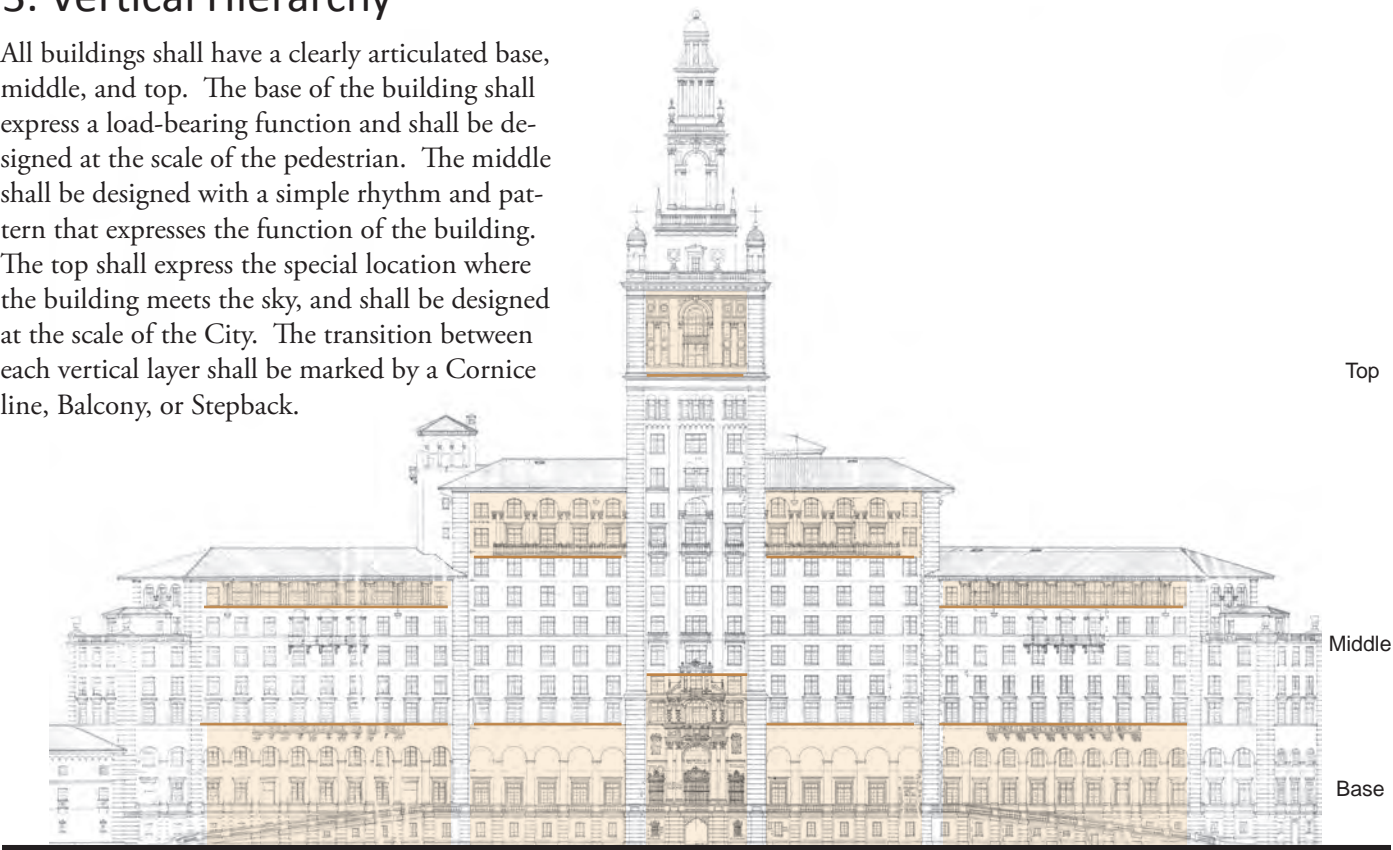 3. Vertical Hierarchy
All buildings shall have a clearly articulated base,
middle, and top.  The base of the building shall
express a load-bearing function and shall be de-
signed at the scale of the pedestrian.  The middle
shall be designed with a simple rhythm and pat-
tern that expresses the function of the building.
The top shall express the special location where
the building meets the sky, and shall be designed
at the scale of the City.  The transition between
each vertical layer shall be marked by a Cornice
line, Balcony, or Stepback.
Top
Middle
Base